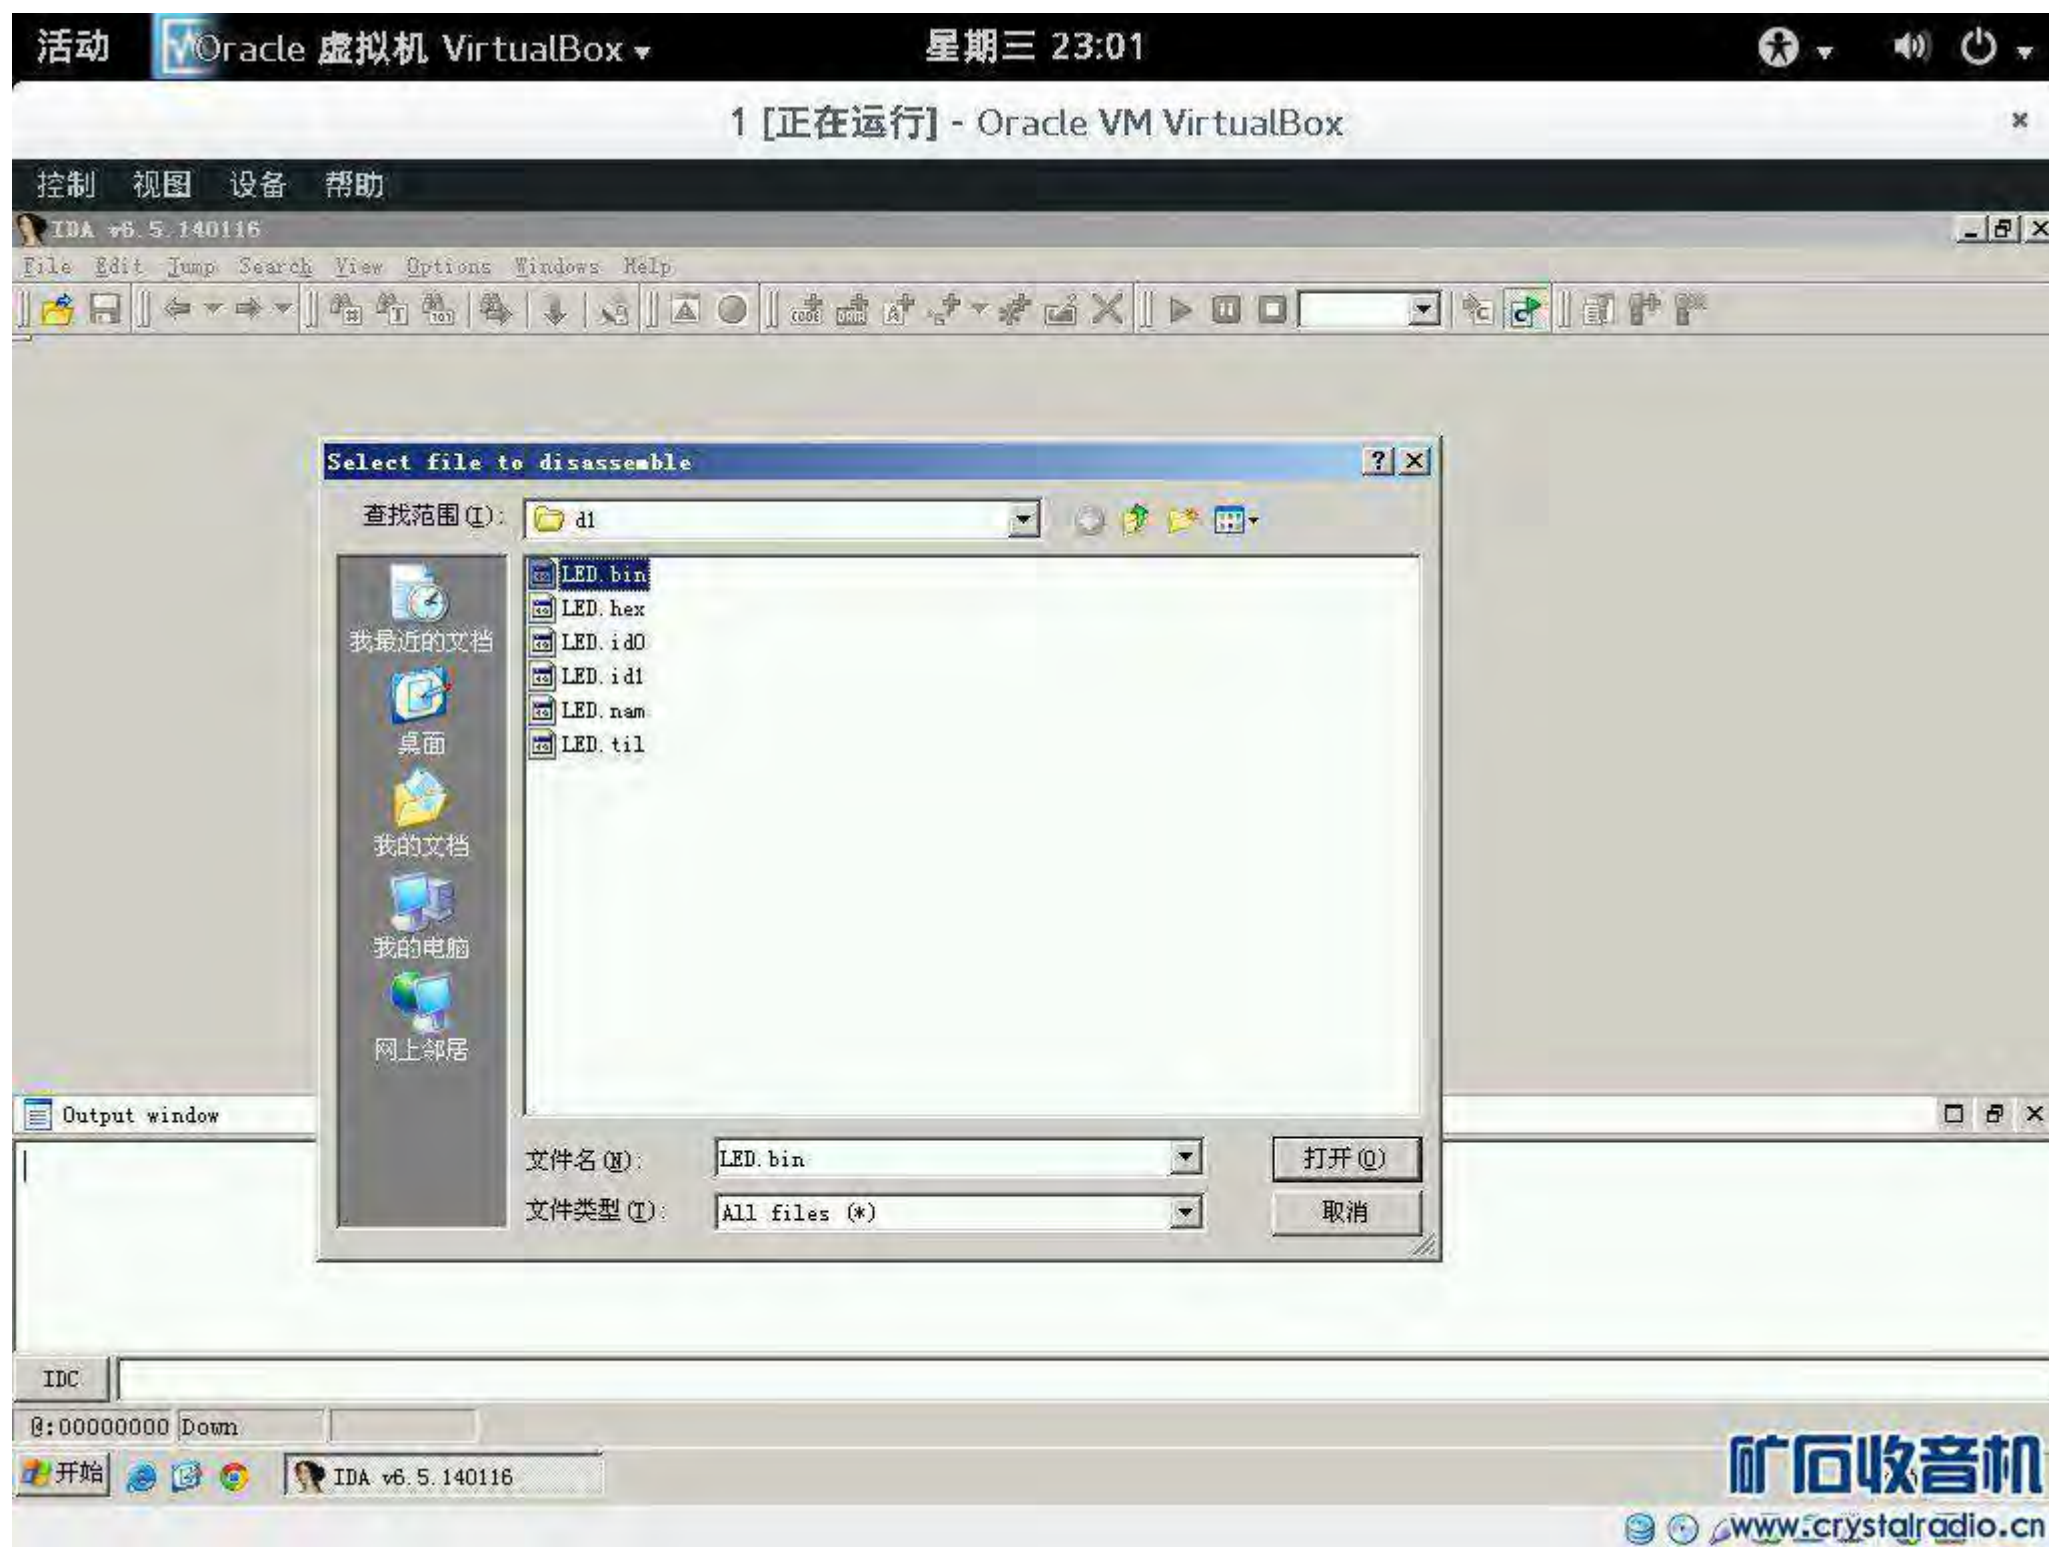 活动 Oracle 虚拟机 VirtualBox 星期三 23:01
1 [正在运行] - Oracle VM VirtualBox
控制 视图 设备 帮助
IDA v6.5.140116
File Edit Jump Search View Options Windows Help
Select file to disassemble
查找范围(I): d1
LED.bin
LED.hex
LED.id0
LED.id1
LED.nam
LED.til
我最近的文档
桌面
我的文档
我的电脑
网上邻居
Output window
文件名(N): LED.bin 打开(O)
文件类型(T): All files (*) 取消
IDC
@:00000000 Down
开始 IDA v6.5.140116
矿石收音机
www.crystalradio.cn